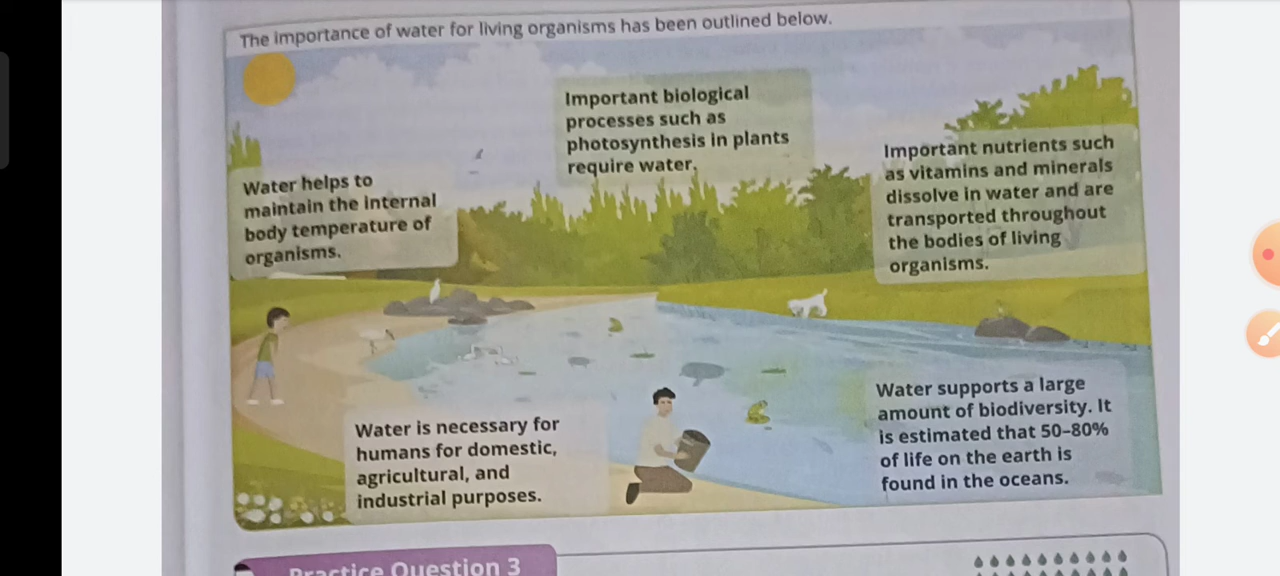 The importance of water for living organisms has been outlined below.
Important biological
processes such as
photosynthesis in plants
require water.
Important nutrients such
as vitamins and minerals
dissolve in water and are
transported throughout
the bodies of living
organisms.
Water helps to
maintain the internal
body temperature of
organisms.
Water is necessary for
humans for domestic,
agricultural, and
industrial purposes.
Water supports a large
amount of biodiversity. It
is estimated that 50–80%
of life on the earth is
found in the oceans.
Practice Question 3